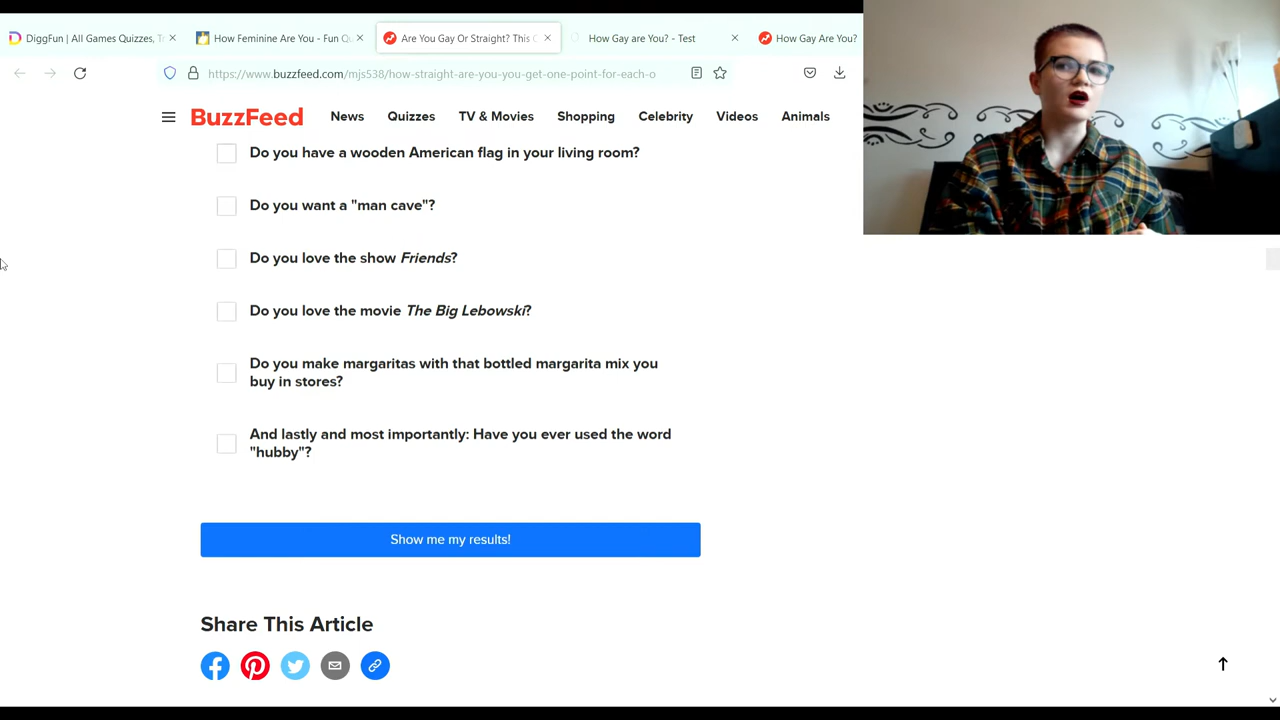 DiggFun | All Games Quizzes, T
How Feminine Are You - Fun Q
Are You Gay Or Straight? This
How Gay are You? - Test
How Gay Are You?
https://www.buzzfeed.com/mjs538/how-straight-are-you-you-get-one-point-for-each-o
BuzzFeed
News
Quizzes
TV & Movies
Shopping
Celebrity
Videos
Animals
Do you have a wooden American flag in your living room?
Do you want a "man cave"?
Do you love the show Friends?
Do you love the movie The Big Lebowski?
Do you make margaritas with that bottled margarita mix you
buy in stores?
And lastly and most importantly: Have you ever used the word
"hubby"?
Show me my results!
Share This Article